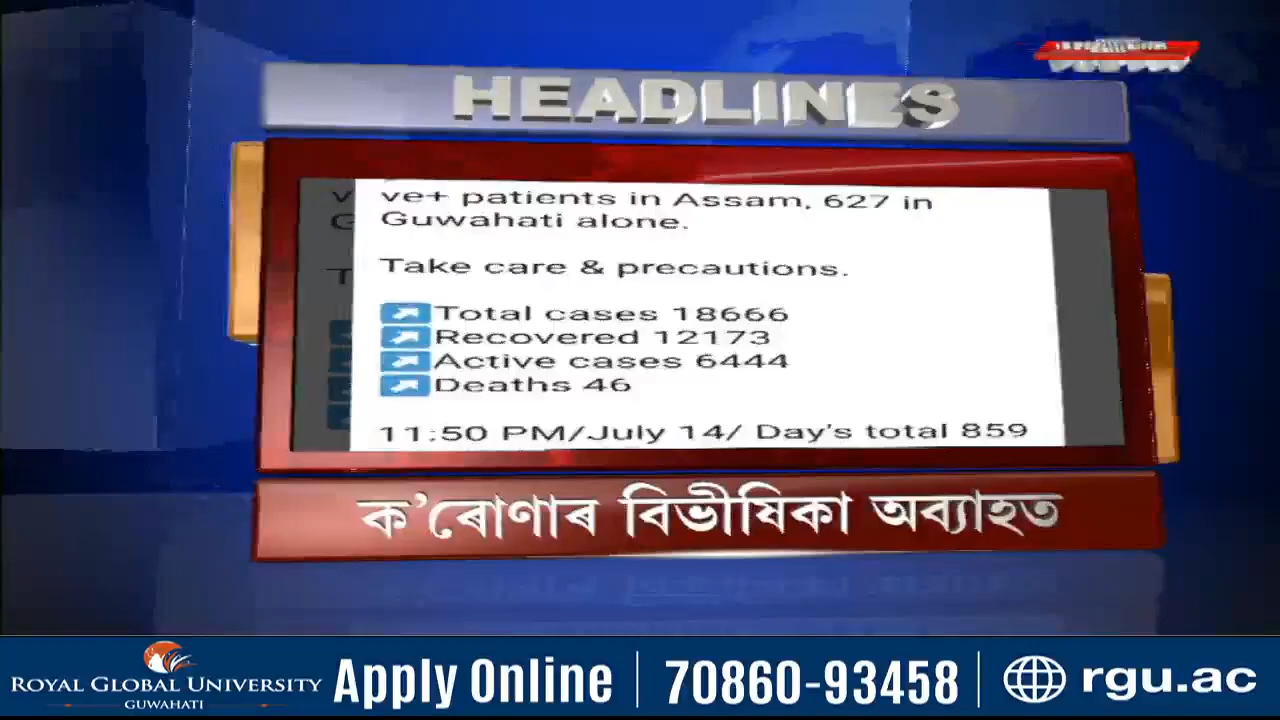 HEADLINES
ve+ patients in Assam, 627 in
Guwahati alone.
Take care & precautions.
Total cases 18666
Recovered 12173
Active cases 6444
Deaths 46
11:50 PM/July 14/ Day's total 859
ক'ৰোণাৰ বিভীষিকা অব্যাহত
ROYAL GLOBAL UNIVERSITY
GUWAHATI
Apply Online
70860-93458
rgu.ac